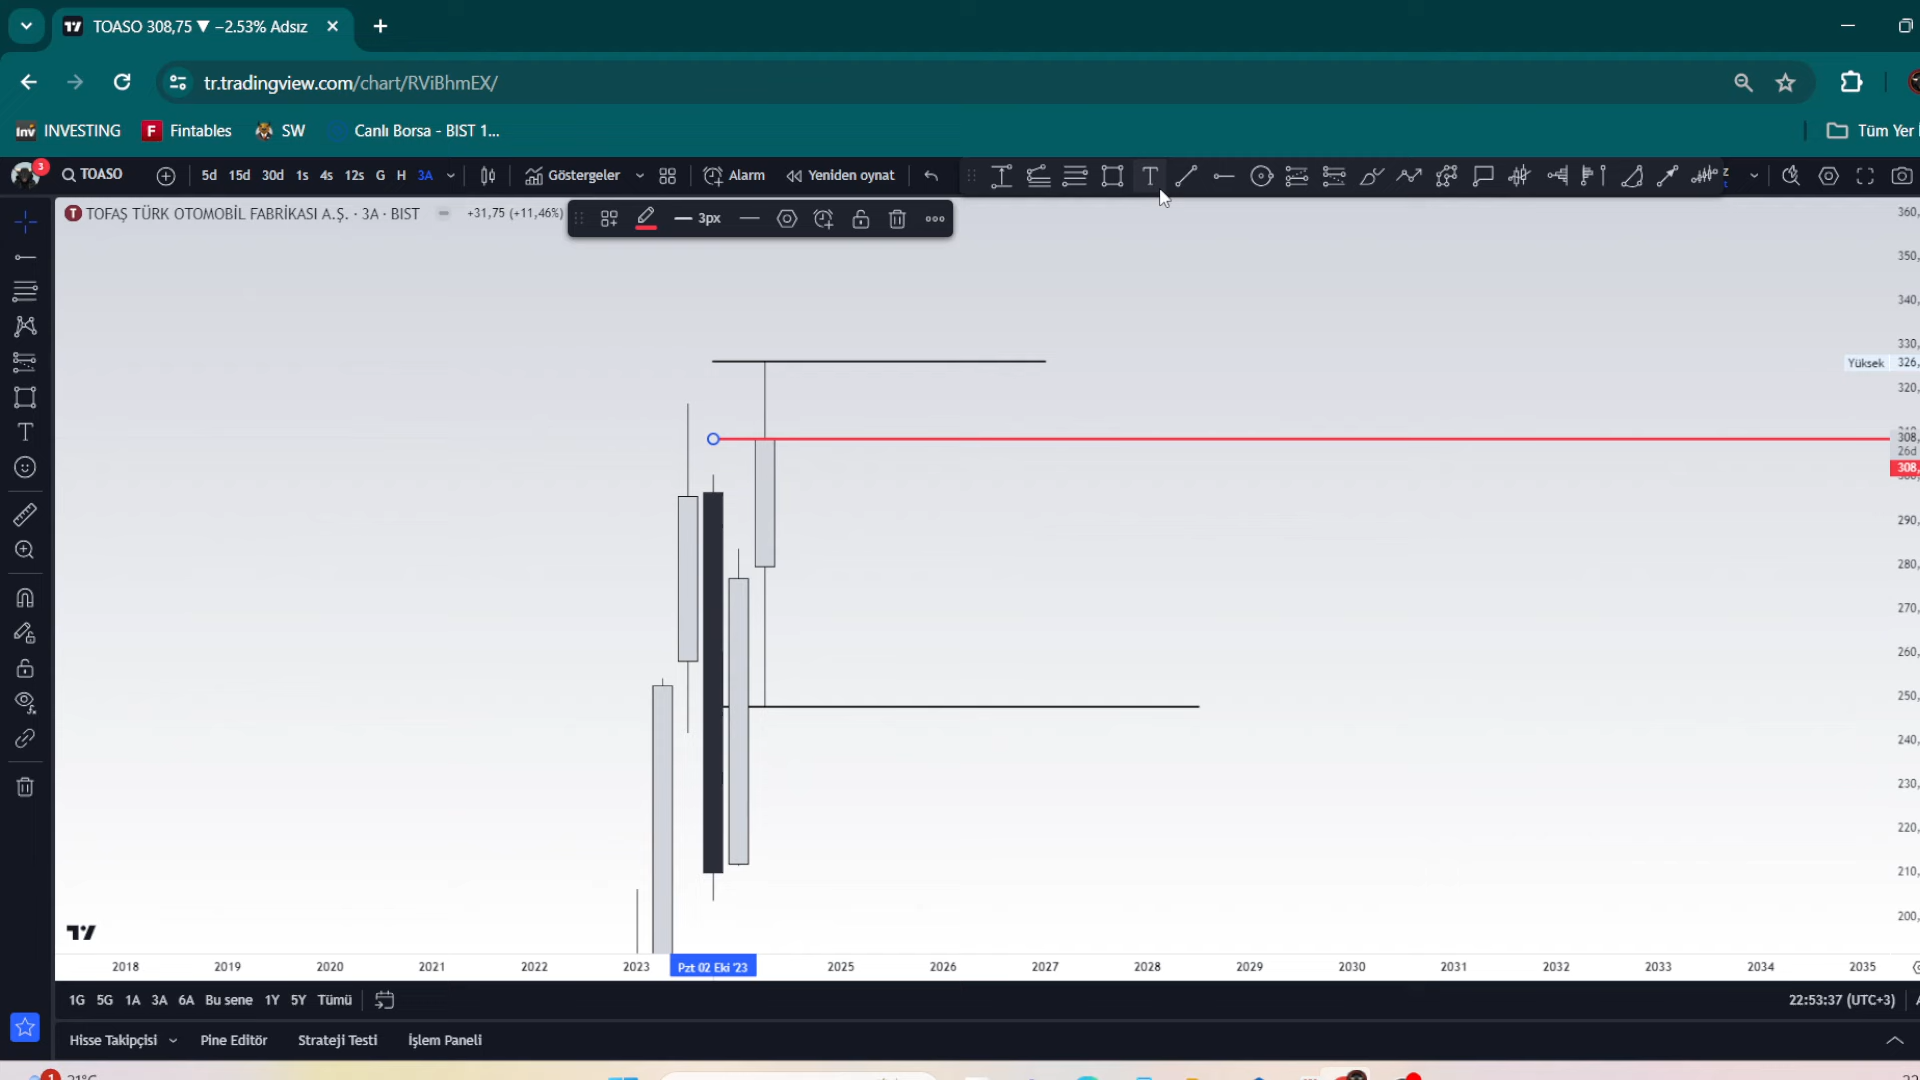 TOASO 308,75 ▼ −2.53% Adsız
tr.tradingview.com/chart/RViBhmEX/
INVESTING
Fintables
SW
Canlı Borsa - BIST 1...
Tüm Yer
3
TOASO
5d 15d 30d 1s 4s 12s G H 3A
Göstergeler
Alarm
Yeniden oynat
TOFAŞ TÜRK OTOMOBİL FABRİKASI A.Ş. · 3A · BIST
+31,75 (+11,46%)
3px
360,
350,
340,
330,
Yüksek 326,
320,
308,
26d
308,
290,
280,
270,
260,
250,
240,
230,
220,
210,
200,
2018 2019 2020 2021 2022 2023 Pzt 02 Eki '23 2025 2026 2027 2028 2029 2030 2031 2032 2033 2034 2035
1G 5G 1A 3A 6A Bu sene 1Y 5Y Tümü
22:53:37 (UTC+3)
Hisse Takipçisi Pine Editör Strateji Testi İşlem Paneli